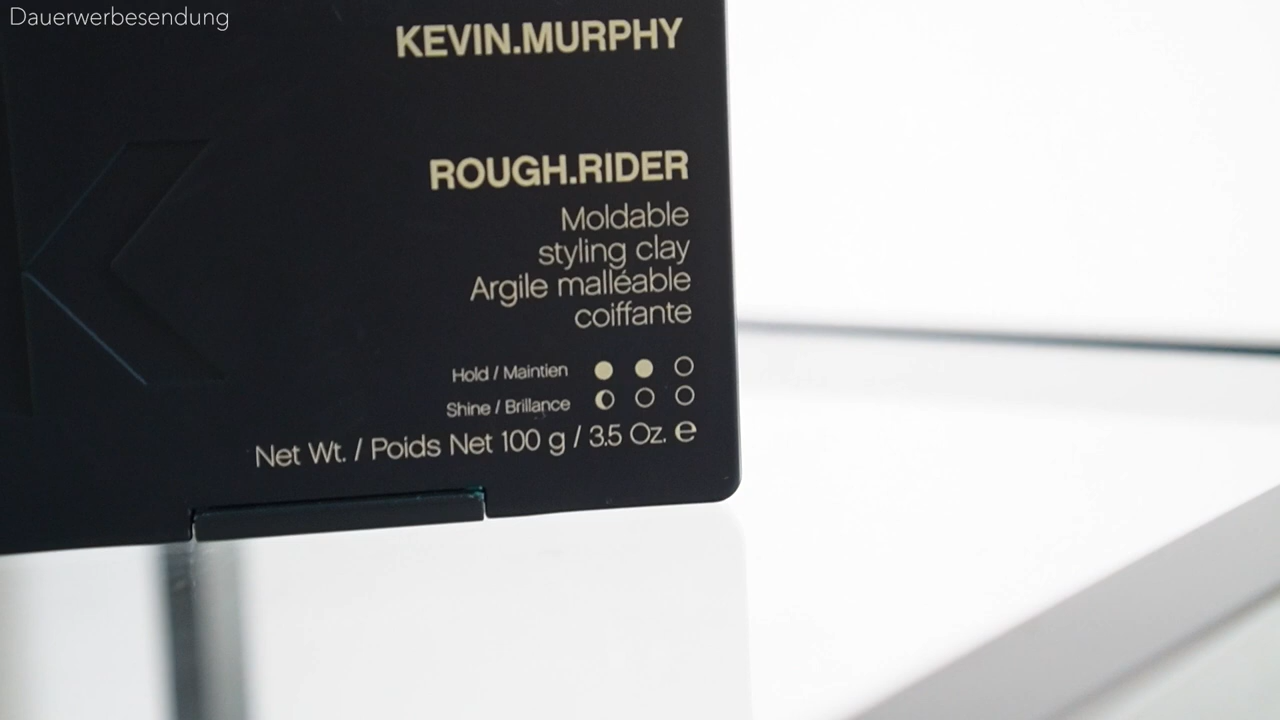 Dauerwerbesendung
KEVIN.MURPHY
ROUGH.RIDER
Moldable
styling clay
Argile malléable
coiffante
Hold / Maintien
Shine / Brillance
Net Wt. / Poids Net 100 g / 3.5 Oz. ℮